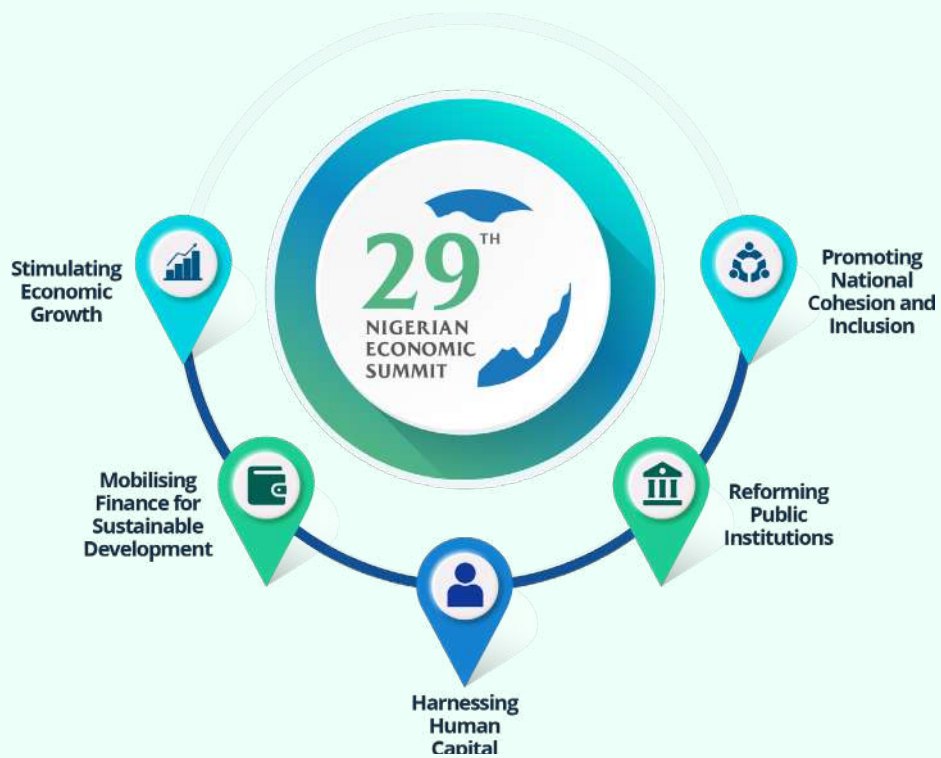 29TH
NIGERIAN
ECONOMIC
SUMMIT
Stimulating
Economic
Growth
Mobilising
Finance for
Sustainable
Development
Harnessing
Human
Capital
Reforming
Public
Institutions
Promoting
National
Cohesion and
Inclusion